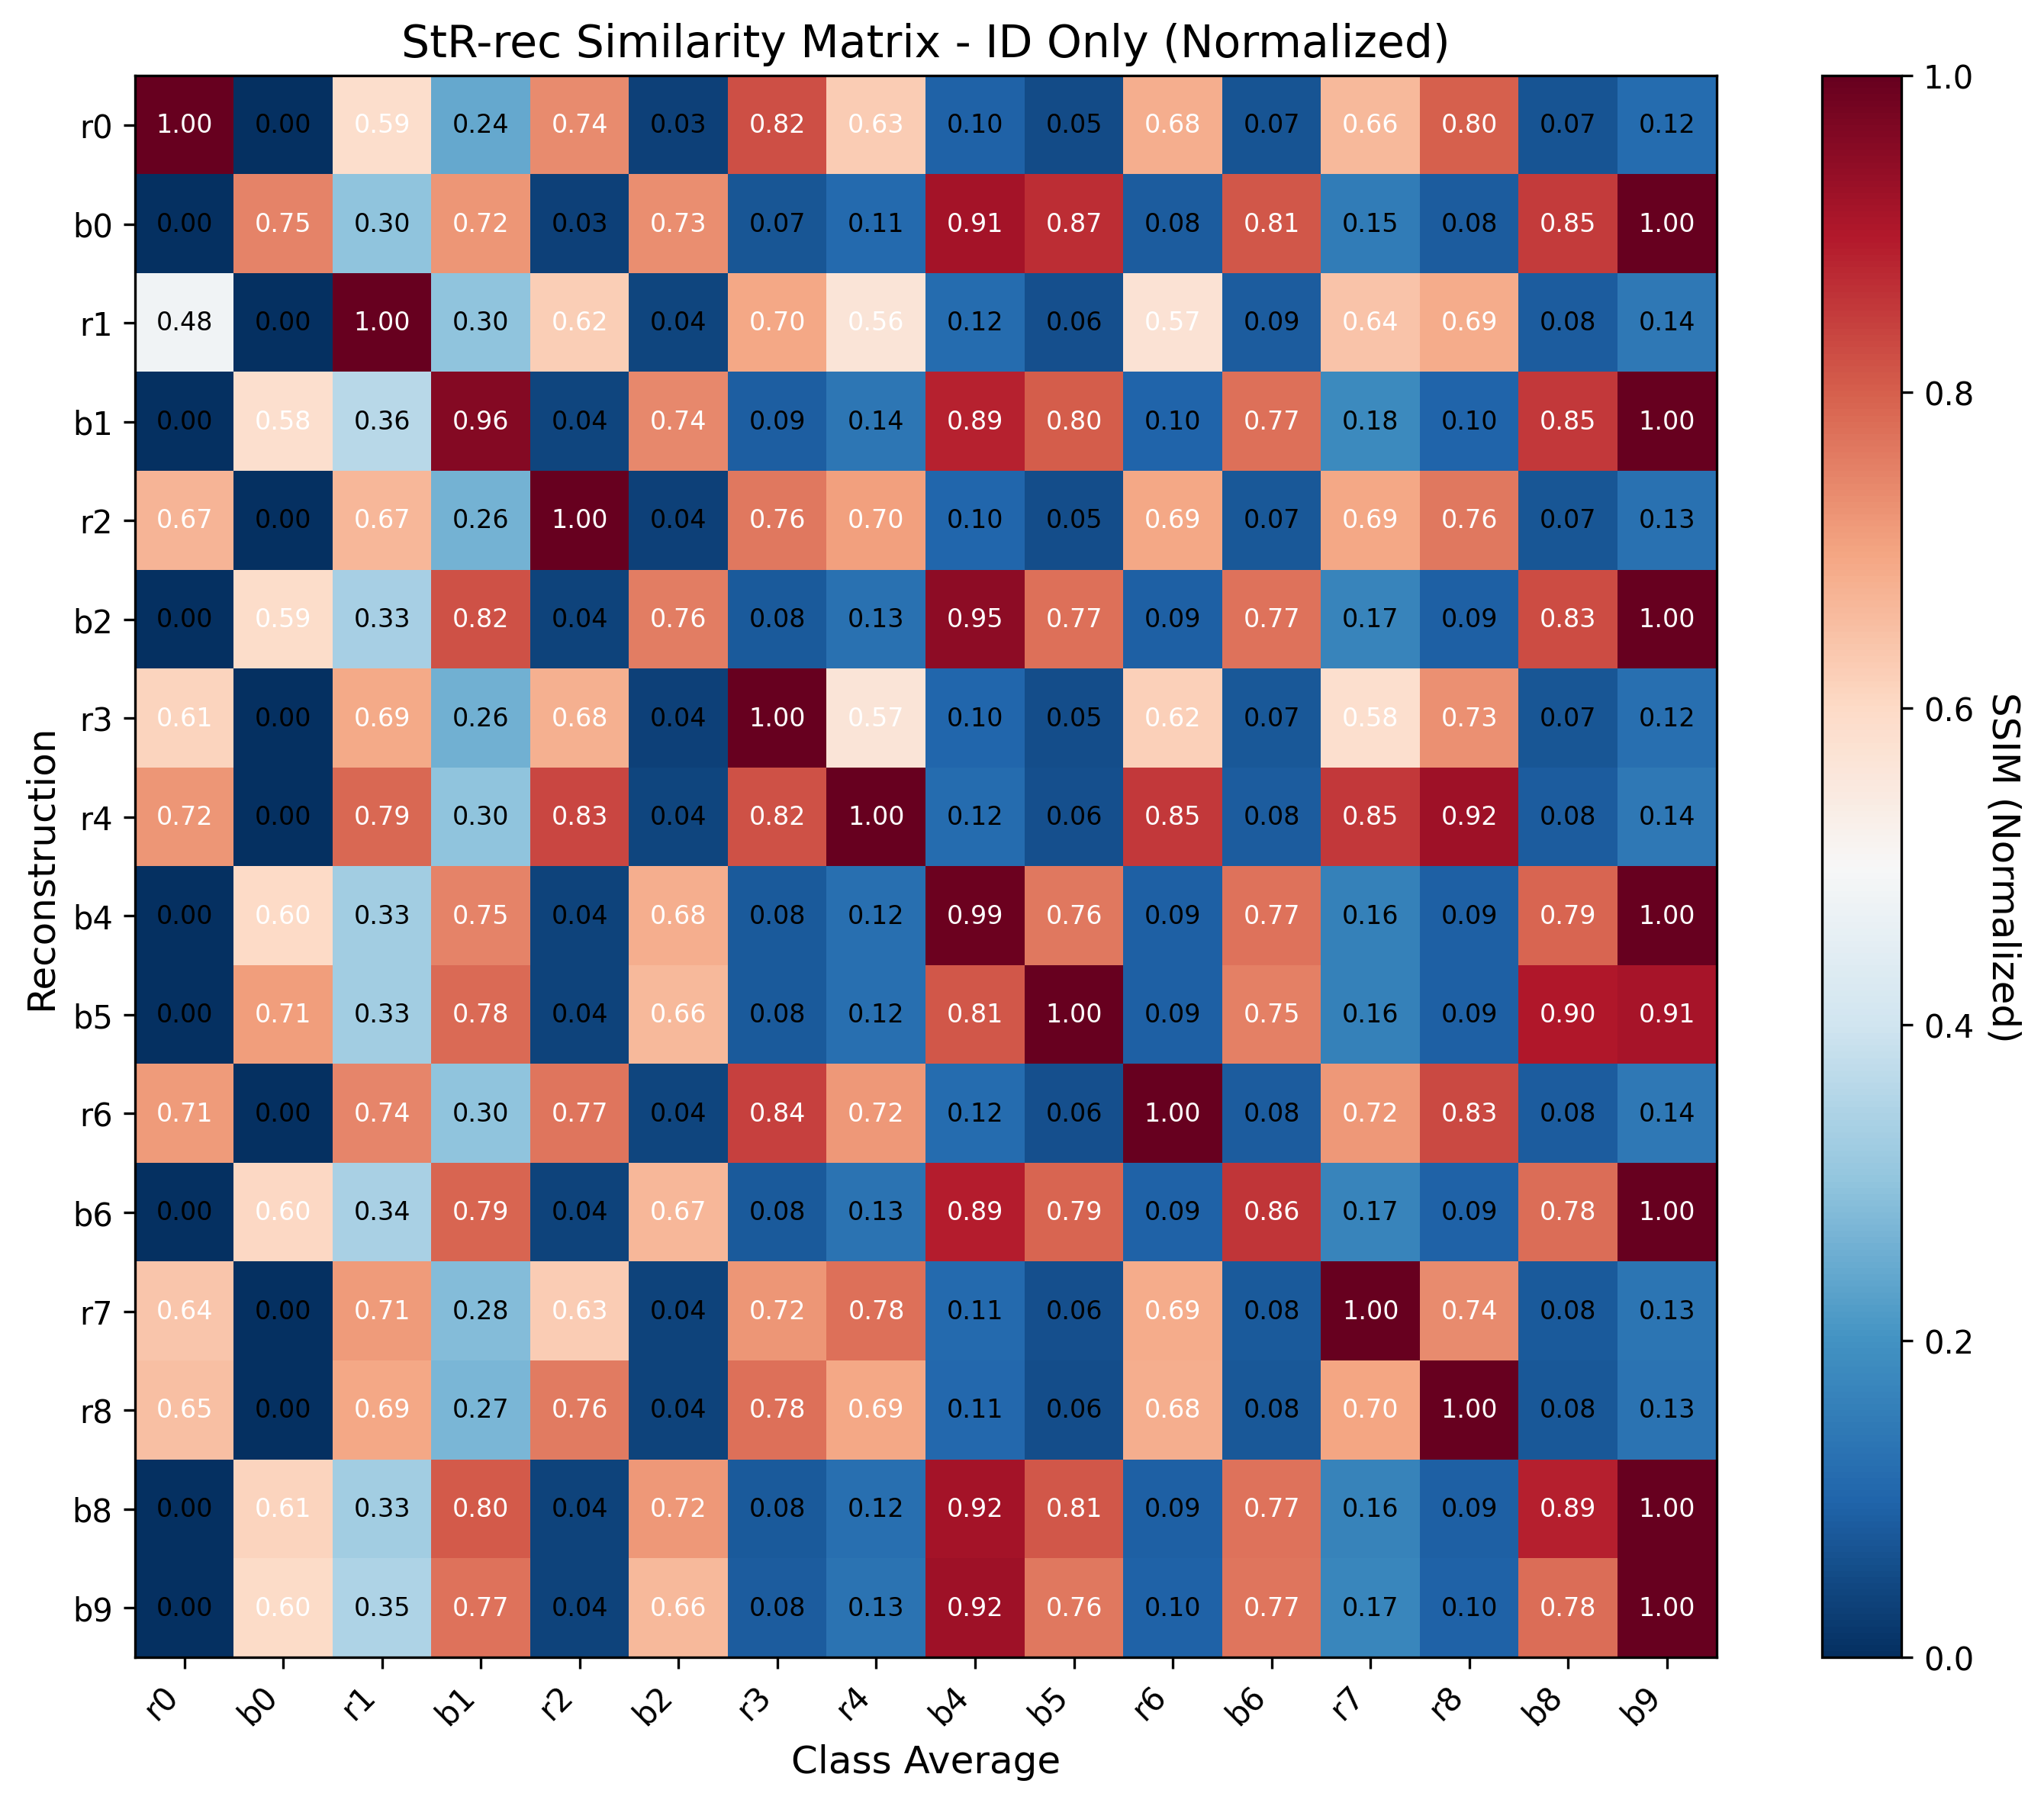 StR-rec Similarity Matrix - ID Only (Normalized)
r0 1.00 0.00 0.59 0.24 0.74 0.03 0.82 0.63 0.10 0.05 0.68 0.07 0.66 0.80 0.07 0.12
b0 0.00 0.75 0.30 0.72 0.03 0.73 0.07 0.11 0.91 0.87 0.08 0.81 0.15 0.08 0.85 1.00
r1 0.48 0.00 1.00 0.30 0.62 0.04 0.70 0.56 0.12 0.06 0.57 0.09 0.64 0.69 0.08 0.14
b1 0.00 0.58 0.36 0.96 0.04 0.74 0.09 0.14 0.89 0.80 0.10 0.77 0.18 0.10 0.85 1.00
r2 0.67 0.00 0.67 0.26 1.00 0.04 0.76 0.70 0.10 0.05 0.69 0.07 0.69 0.76 0.07 0.13
b2 0.00 0.59 0.33 0.82 0.04 0.76 0.08 0.13 0.95 0.77 0.09 0.77 0.17 0.09 0.83 1.00
r3 0.61 0.00 0.69 0.26 0.68 0.04 1.00 0.57 0.10 0.05 0.62 0.07 0.58 0.73 0.07 0.12
r4 0.72 0.00 0.79 0.30 0.83 0.04 0.82 1.00 0.12 0.06 0.85 0.08 0.85 0.92 0.08 0.14
b4 0.00 0.60 0.33 0.75 0.04 0.68 0.08 0.12 0.99 0.76 0.09 0.77 0.16 0.09 0.79 1.00
b5 0.00 0.71 0.33 0.78 0.04 0.66 0.08 0.12 0.81 1.00 0.09 0.75 0.16 0.09 0.90 0.91
r6 0.71 0.00 0.74 0.30 0.77 0.04 0.84 0.72 0.12 0.06 1.00 0.08 0.72 0.83 0.08 0.14
b6 0.00 0.60 0.34 0.79 0.04 0.67 0.08 0.13 0.89 0.79 0.09 0.86 0.17 0.09 0.78 1.00
r7 0.64 0.00 0.71 0.28 0.63 0.04 0.72 0.78 0.11 0.06 0.69 0.08 1.00 0.74 0.08 0.13
r8 0.65 0.00 0.69 0.27 0.76 0.04 0.78 0.69 0.11 0.06 0.68 0.08 0.70 1.00 0.08 0.13
b8 0.00 0.61 0.33 0.80 0.04 0.72 0.08 0.12 0.92 0.81 0.09 0.77 0.16 0.09 0.89 1.00
b9 0.00 0.60 0.35 0.77 0.04 0.66 0.08 0.13 0.92 0.76 0.10 0.77 0.17 0.10 0.78 1.00
r0 b0 r1 b1 r2 b2 r3 r4 b4 b5 r6 b6 r7 r8 b8 b9
Class Average
Reconstruction
1.0
0.8
0.6
0.4
0.2
0.0
SSIM (Normalized)